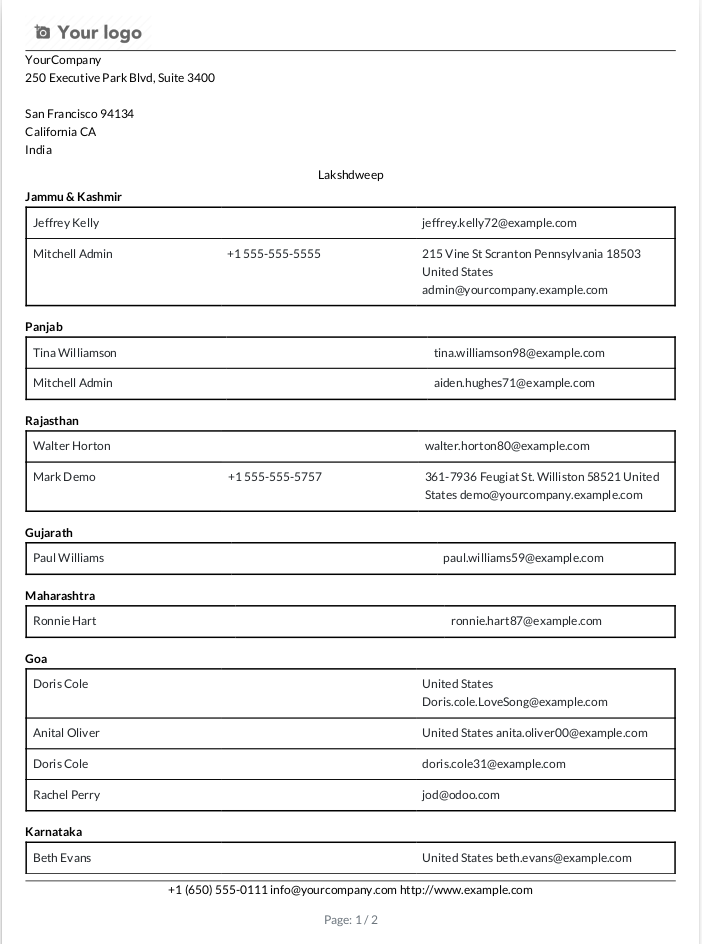 Your logo
YourCompany
250 Executive Park Blvd, Suite 3400
San Francisco 94134
California CA
India
Lakshdweep
Jammu & Kashmir
Jeffrey Kelly jeffrey.kelly72@example.com
Mitchell Admin +1 555-555-5555 215 Vine St Scranton Pennsylvania 18503
United States
admin@yourcompany.example.com
Panjab
Tina Williamson tina.williamson98@example.com
Mitchell Admin aiden.hughes71@example.com
Rajasthan
Walter Horton walter.horton80@example.com
Mark Demo +1 555-555-5757 361-7936 Feugiat St. Williston 58521 United
States demo@yourcompany.example.com
Gujarath
Paul Williams paul.williams59@example.com
Maharashtra
Ronnie Hart ronnie.hart87@example.com
Goa
Doris Cole United States
Doris.cole.LoveSong@example.com
Anital Oliver United States anita.oliver00@example.com
Doris Cole doris.cole31@example.com
Rachel Perry jod@odoo.com
Karnataka
Beth Evans United States beth.evans@example.com
+1 (650) 555-0111 info@yourcompany.com http://www.example.com
Page: 1 / 2